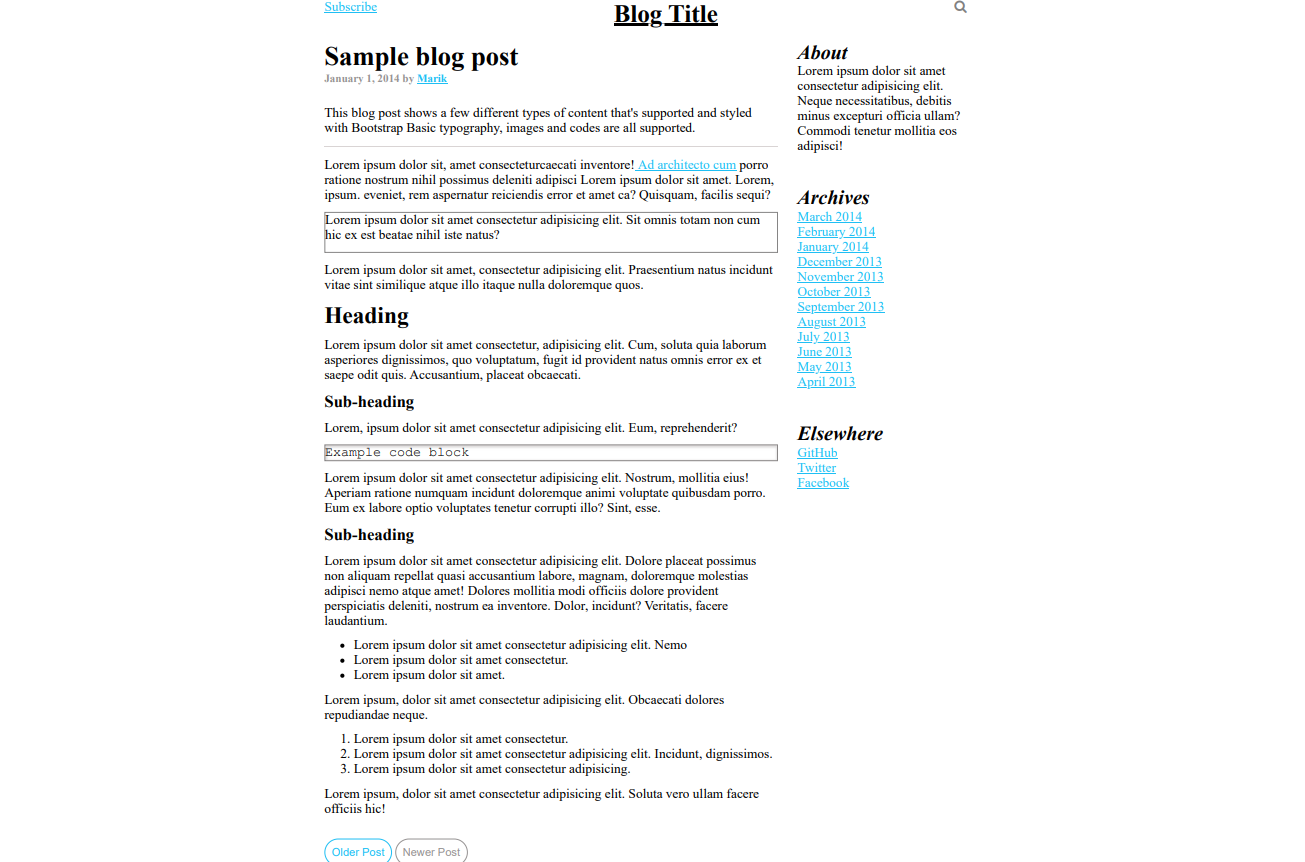 Subscribe
Blog Title
Sample blog post
January 1, 2014 by Marik
This blog post shows a few different types of content that's supported and styled
with Bootstrap Basic typography, images and codes are all supported.
Lorem ipsum dolor sit, amet consecteturcaecati inventore! Ad architecto cum porro
ratione nostrum nihil possimus deleniti adipisci Lorem ipsum dolor sit amet. Lorem,
ipsum. eveniet, rem aspernatur reiciendis error et amet ca? Quisquam, facilis sequi?
Lorem ipsum dolor sit amet consectetur adipisicing elit. Sit omnis totam non cum
hic ex est beatae nihil iste natus?
Lorem ipsum dolor sit amet, consectetur adipisicing elit. Praesentium natus incidunt
vitae sint similique atque illo itaque nulla doloremque quos.
Heading
Lorem ipsum dolor sit amet consectetur, adipisicing elit. Cum, soluta quia laborum
asperiores dignissimos, quo voluptatum, fugit id provident natus omnis error ex et
saepe odit quis. Accusantium, placeat obcaecati.
Sub-heading
Lorem, ipsum dolor sit amet consectetur adipisicing elit. Eum, reprehenderit?
Example code block
Lorem ipsum dolor sit amet consectetur adipisicing elit. Nostrum, mollitia eius!
Aperiam ratione numquam incidunt doloremque animi voluptate quibusdam porro.
Eum ex labore optio voluptates tenetur corrupti illo? Sint, esse.
Sub-heading
Lorem ipsum dolor sit amet consectetur adipisicing elit. Dolore placeat possimus
non aliquam repellat quasi accusantium labore, magnam, doloremque molestias
adipisci nemo atque amet! Dolores mollitia modi officiis dolore provident
perspiciatis deleniti, nostrum ea inventore. Dolor, incidunt? Veritatis, facere
laudantium.
• Lorem ipsum dolor sit amet consectetur adipisicing elit. Nemo
• Lorem ipsum dolor sit amet consectetur.
• Lorem ipsum dolor sit amet.
Lorem ipsum, dolor sit amet consectetur adipisicing elit. Obcaecati dolores
repudiandae neque.
1. Lorem ipsum dolor sit amet consectetur.
2. Lorem ipsum dolor sit amet consectetur adipisicing elit. Incidunt, dignissimos.
3. Lorem ipsum dolor sit amet consectetur adipisicing.
Lorem ipsum, dolor sit amet consectetur adipisicing elit. Soluta vero ullam facere
officiis hic!
Older Post Newer Post
About
Lorem ipsum dolor sit amet
consectetur adipisicing elit.
Neque necessitatibus, debitis
minus excepturi officia ullam?
Commodi tenetur mollitia eos
adipisci!
Archives
March 2014
February 2014
January 2014
December 2013
November 2013
October 2013
September 2013
August 2013
July 2013
June 2013
May 2013
April 2013
Elsewhere
GitHub
Twitter
Facebook